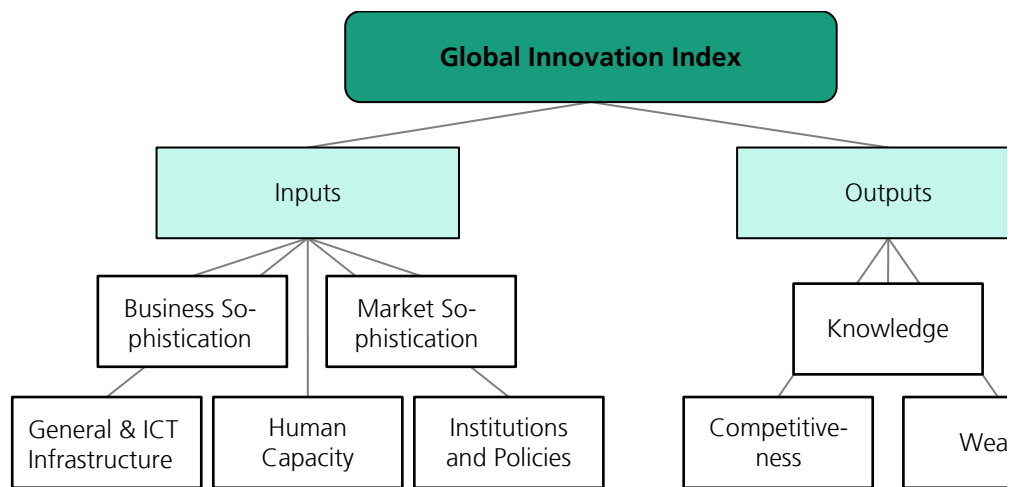 Global Innovation Index
Inputs
Outputs
Business So-
phistication
Market So-
phistication
Knowledge
General & ICT
Infrastructure
Human
Capacity
Institutions
and Policies
Competitive-
ness